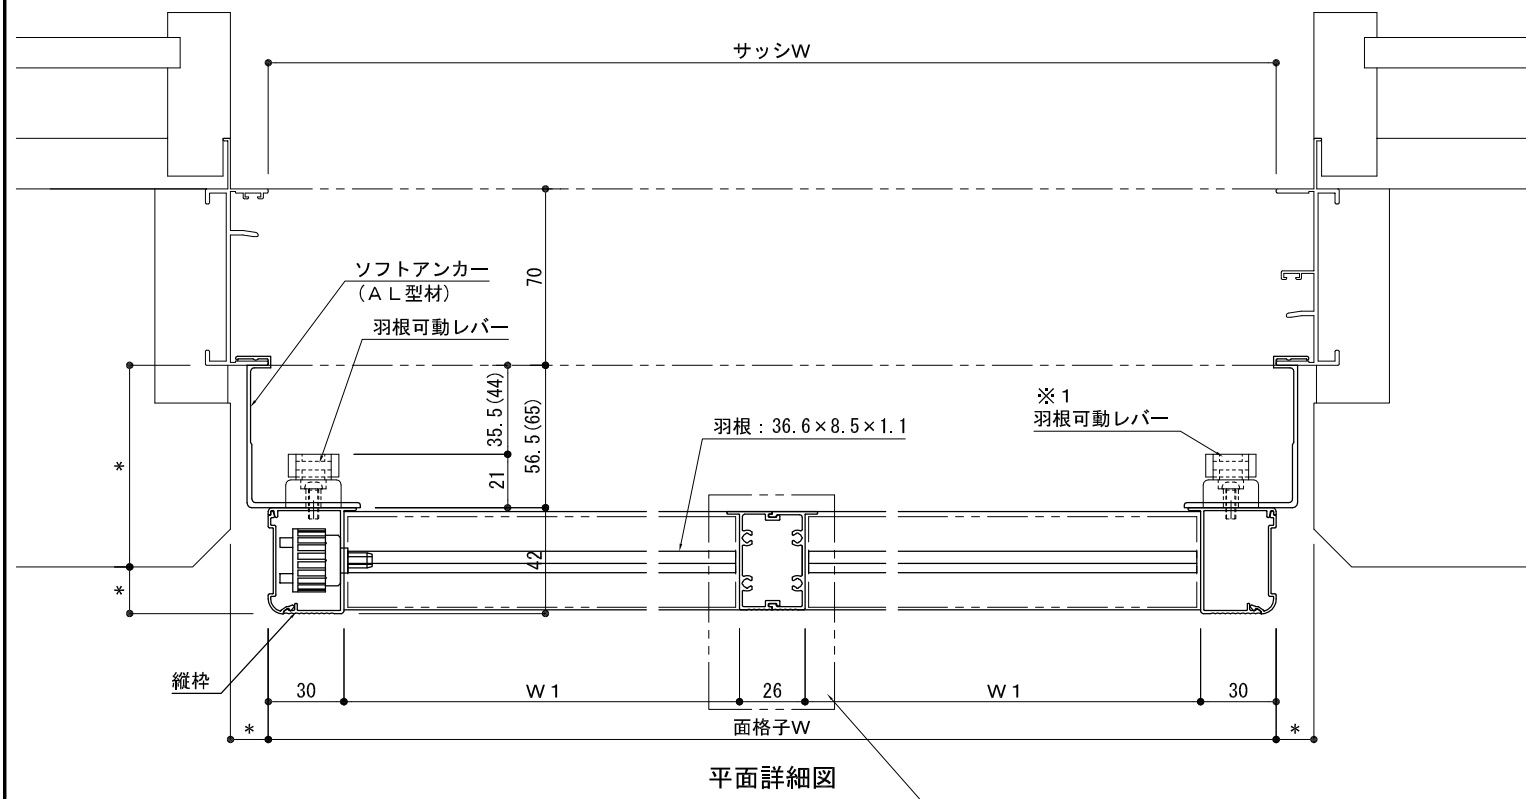 サッシW
ソフトアンカー
(AL型材)
羽根可動レバー
70
35.5(44)
56.5(65)
21
42
羽根：36.6×8.5×1.1
※1
羽根可動レバー
*
*
縦枠
30
W1
26
W1
30
*
面格子W
*
平面詳細図